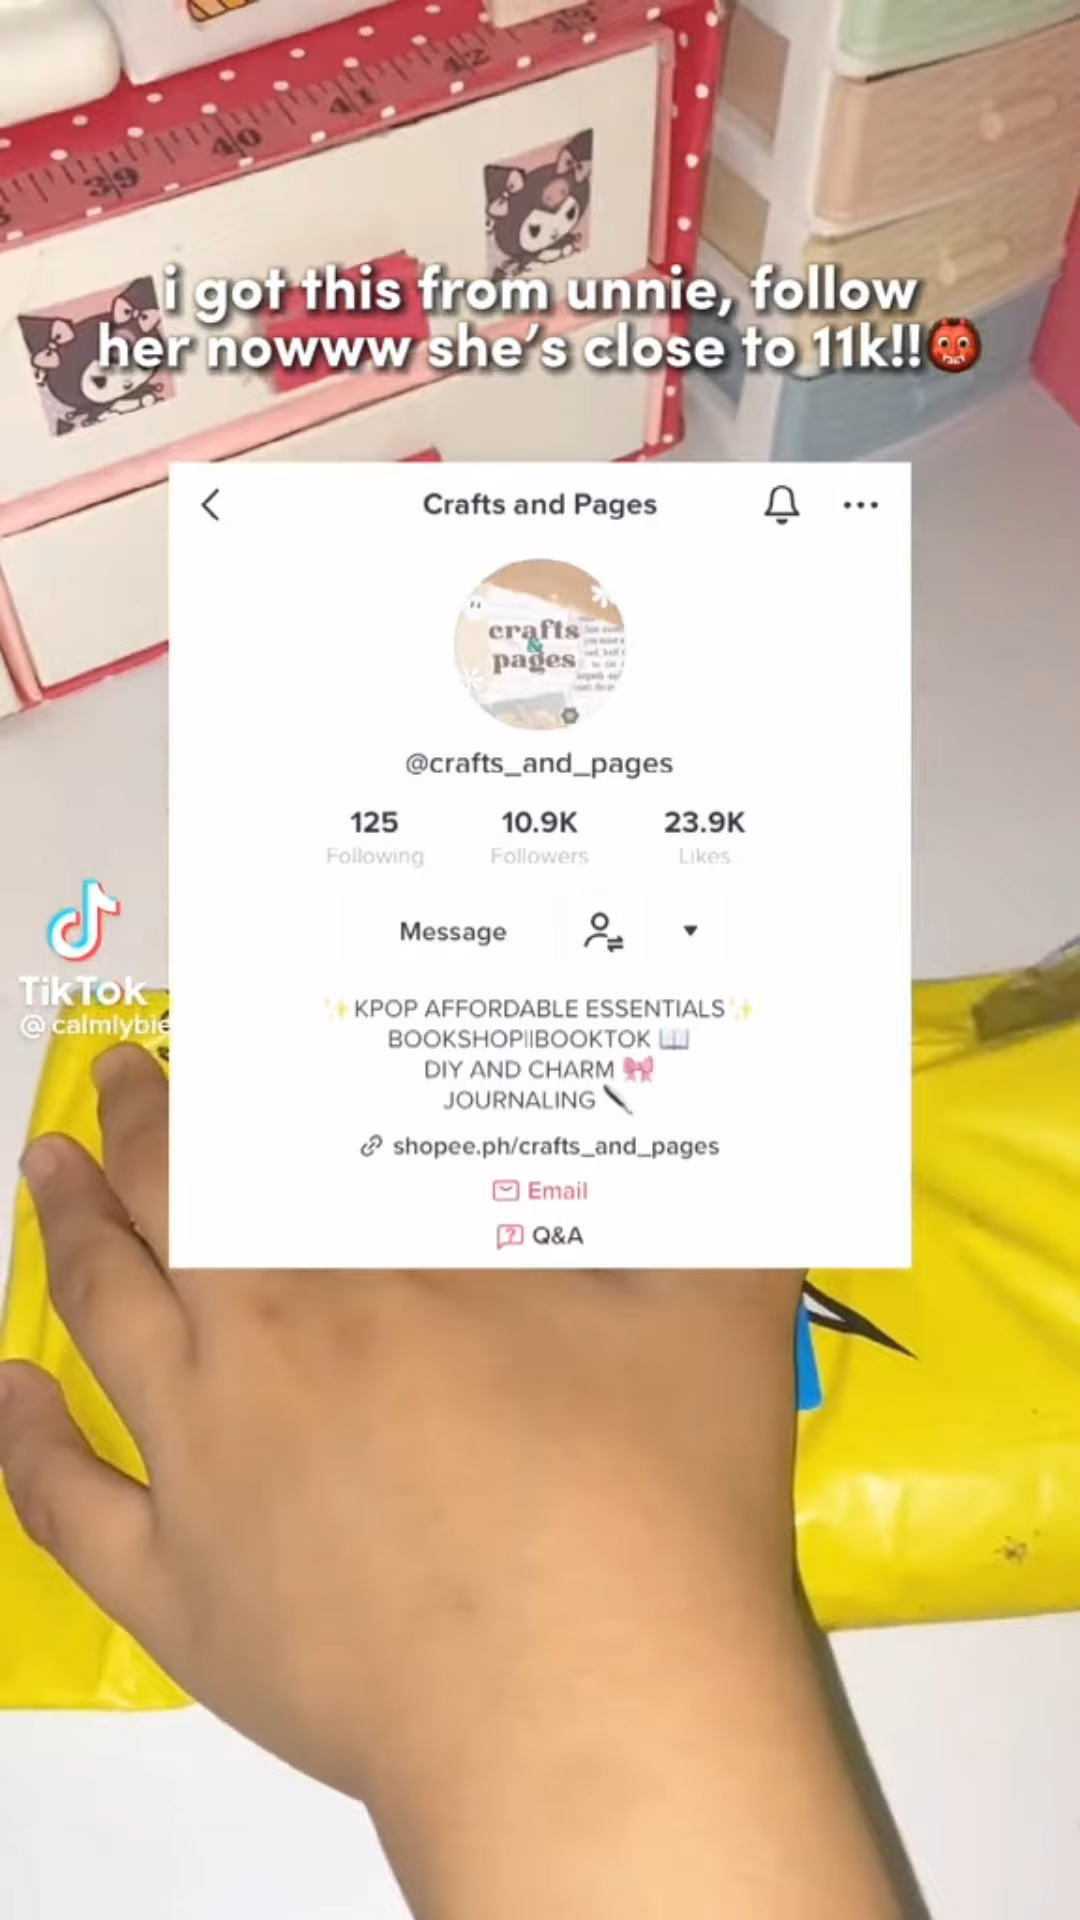 39 40 41 42 43
i got this from unnie, follow
her nowww she's close to 11k!!👹
Crafts and Pages
crafts
&
pages
@crafts_and_pages
125 10.9K 23.9K
Following Followers Likes
Message
TikTok
@calmlybie
✨KPOP AFFORDABLE ESSENTIALS✨
BOOKSHOP||BOOKTOK 📖
DIY AND CHARM 🎀
JOURNALING ✒️
shopee.ph/crafts_and_pages
Email
Q&A